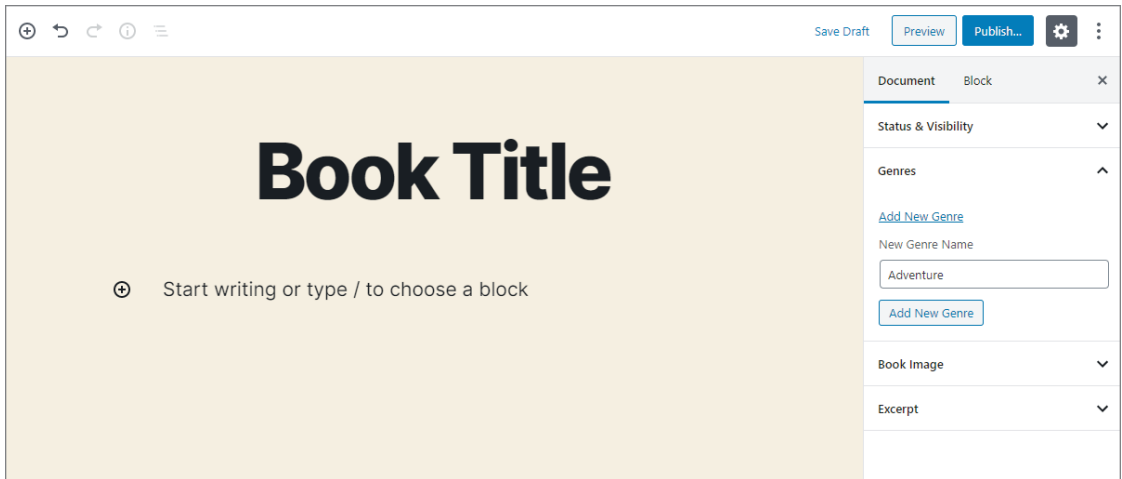 Save Draft Preview Publish...
Document Block
Status & Visibility
Book Title
Genres
Add New Genre
New Genre Name
Adventure
Start writing or type / to choose a block
Add New Genre
Book Image
Excerpt